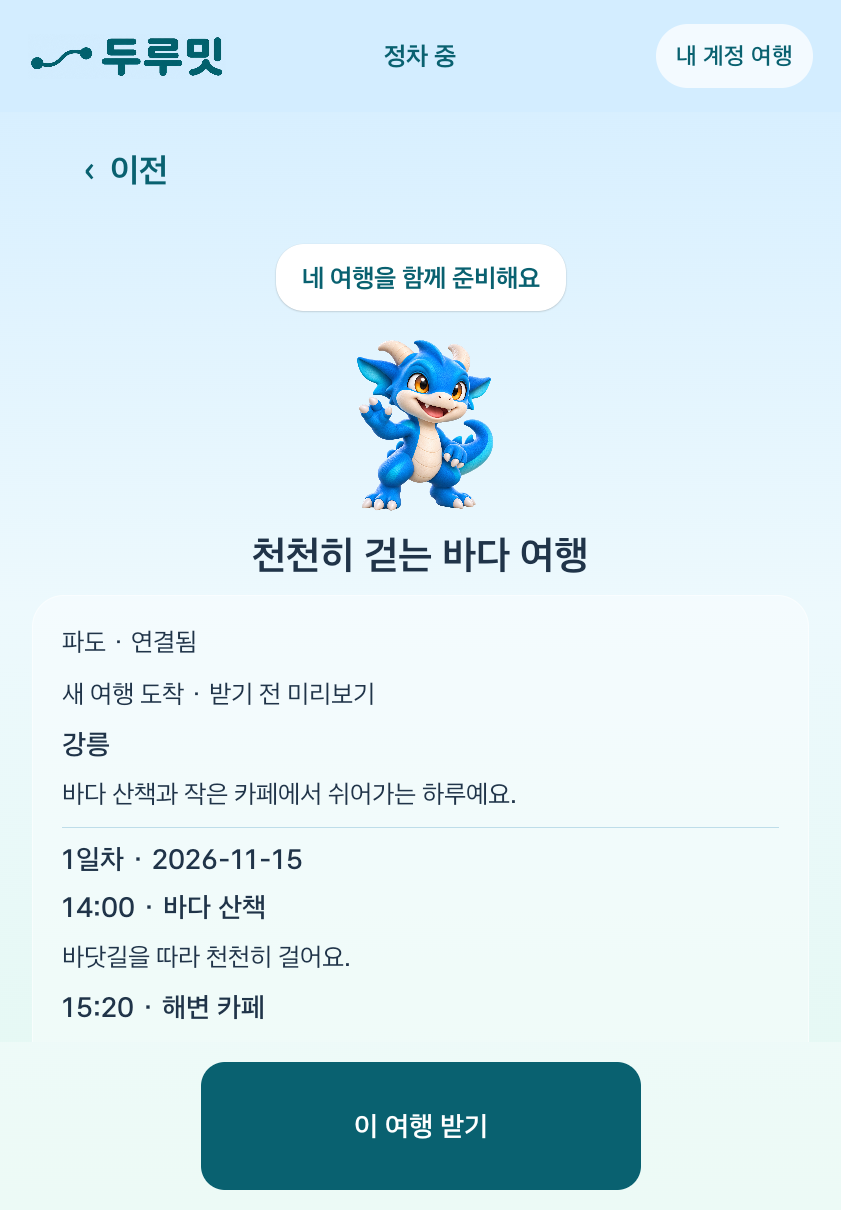 두루밋
정차 중
내 계정 여행
‹ 이전
네 여행을 함께 준비해요
천천히 걷는 바다 여행
파도 · 연결됨
새 여행 도착 · 받기 전 미리보기
강릉
바다 산책과 작은 카페에서 쉬어가는 하루예요.
1일차 · 2026-11-15
14:00 · 바다 산책
바닷길을 따라 천천히 걸어요.
15:20 · 해변 카페
이 여행 받기